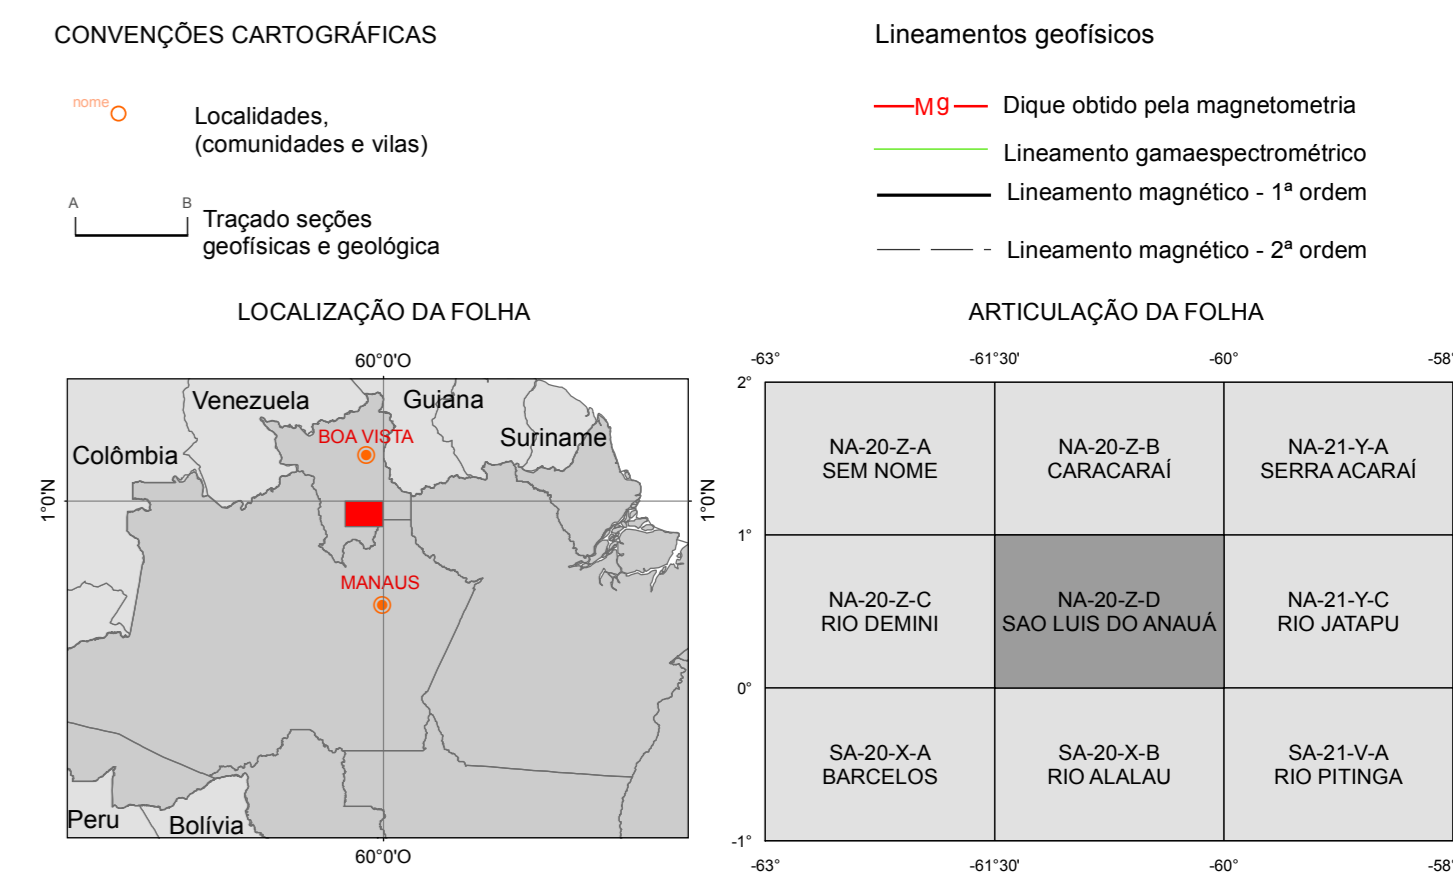 CONVENÇÕES CARTOGRÁFICAS
nome
Localidades,
(comunidades e vilas)
A B
Traçado seções
geofísicas e geológica
Lineamentos geofísicos
Mg
Dique obtido pela magnetometria
Lineamento gamaespectrométrico
Lineamento magnético - 1ª ordem
Lineamento magnético - 2ª ordem
LOCALIZAÇÃO DA FOLHA
60°0'O
Venezuela
Guiana
BOA VISTA
Suriname
Colômbia
1°0'N
1°0'N
MANAUS
Peru
Bolívia
60°0'O
ARTICULAÇÃO DA FOLHA
-63° -61°30' -60° -58°
2°
NA-20-Z-A
SEM NOME
NA-20-Z-B
CARACARAÍ
NA-21-Y-A
SERRA ACARAÍ
1°
NA-20-Z-C
RIO DEMINI
NA-20-Z-D
SAO LUIS DO ANAUÁ
NA-21-Y-C
RIO JATAPU
0°
SA-20-X-A
BARCELOS
SA-20-X-B
RIO ALALAU
SA-21-V-A
RIO PITINGA
-1°
-63° -61°30' -60° -58°